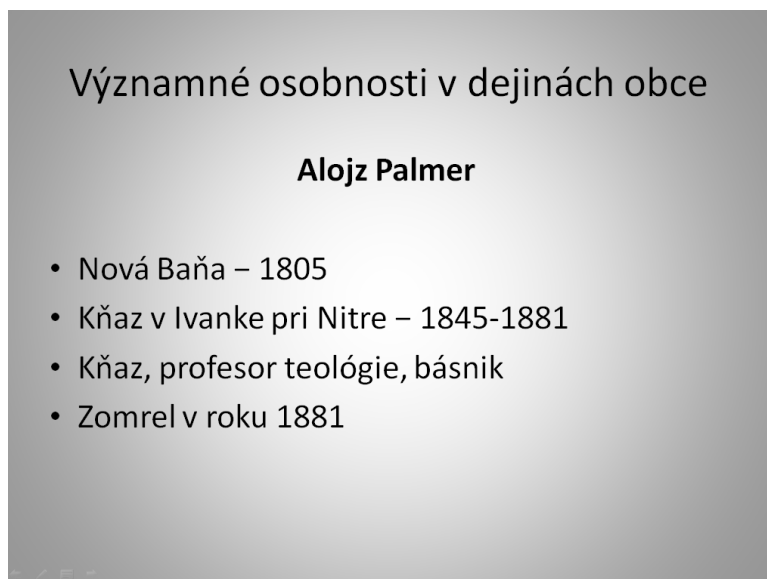 Významné osobnosti v dejinách obce
Alojz Palmer
• Nová Baňa – 1805
• Kňaz v Ivanke pri Nitre – 1845-1881
• Kňaz, profesor teológie, básnik
• Zomrel v roku 1881